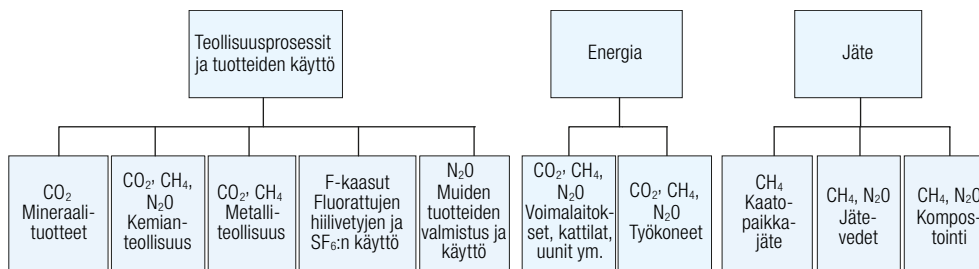 Teollisuusprosessit
ja tuotteiden käyttö
Energia
Jäte
CO₂
Mineraali-
tuotteet
CO₂, CH₄,
N₂O
Kemian-
teollisuus
CO₂, CH₄
Metalli-
teollisuus
F-kaasut
Fluorattujen
hiilivetyjen ja
SF₆:n käyttö
N₂O
Muiden
tuotteiden
valmistus ja
käyttö
CO₂, CH₄,
N₂O
Voimalaitok-
set, kattilat,
uunit ym.
CO₂, CH₄,
N₂O
Työkoneet
CH₄
Kaato-
paikka-
jäte
CH₄, N₂O
Jäte-
vedet
CH₄, N₂O
Kompos-
tointi